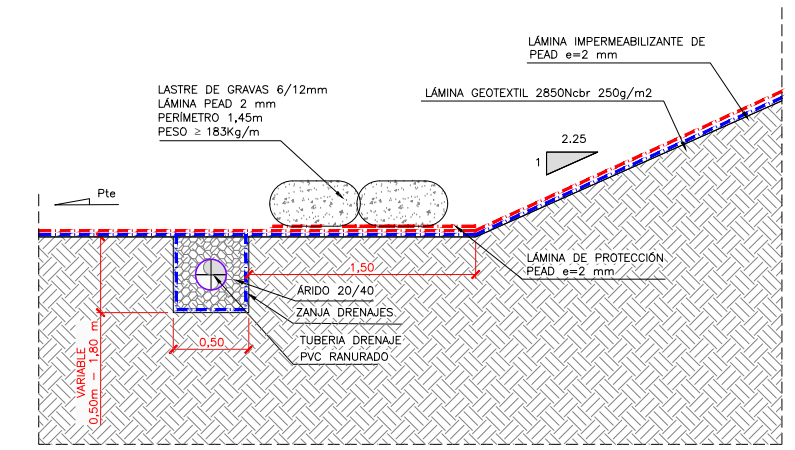 LÁMINA IMPERMEABILIZANTE DE
PEAD e=2 mm
LASTRE DE GRAVAS 6/12mm
LÁMINA PEAD 2 mm
PERÍMETRO 1,45m
PESO ≥ 183Kg/m
LÁMINA GEOTEXTIL 2850Ncbr 250g/m2
2.25
1
Pte
LÁMINA DE PROTECCIÓN
PEAD e=2 mm
1,50
ÁRIDO 20/40
ZANJA DRENAJES
TUBERIA DRENAJE
PVC RANURADO
0,50
VARIABLE
0,50m – 1,80 m